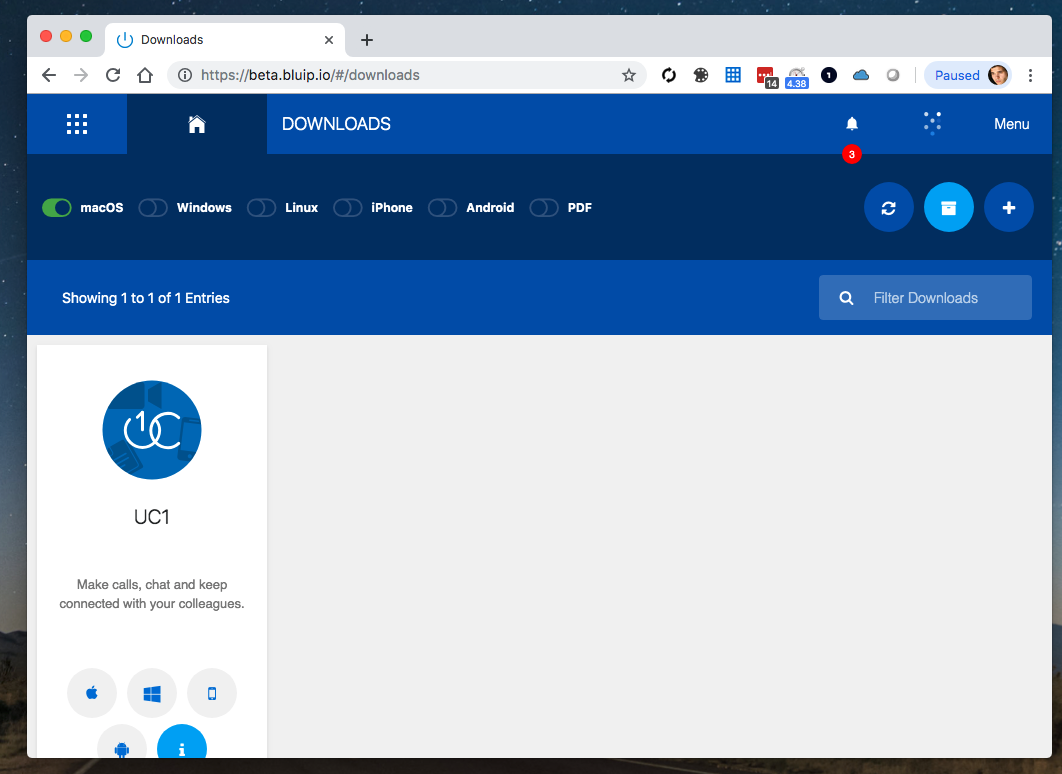 Downloads
https://beta.bluip.io/#/downloads
14
4.38
1
Paused
DOWNLOADS
3
Menu
macOS
Windows
Linux
iPhone
Android
PDF
Showing 1 to 1 of 1 Entries
Filter Downloads
UC1
Make calls, chat and keep
connected with your colleagues.